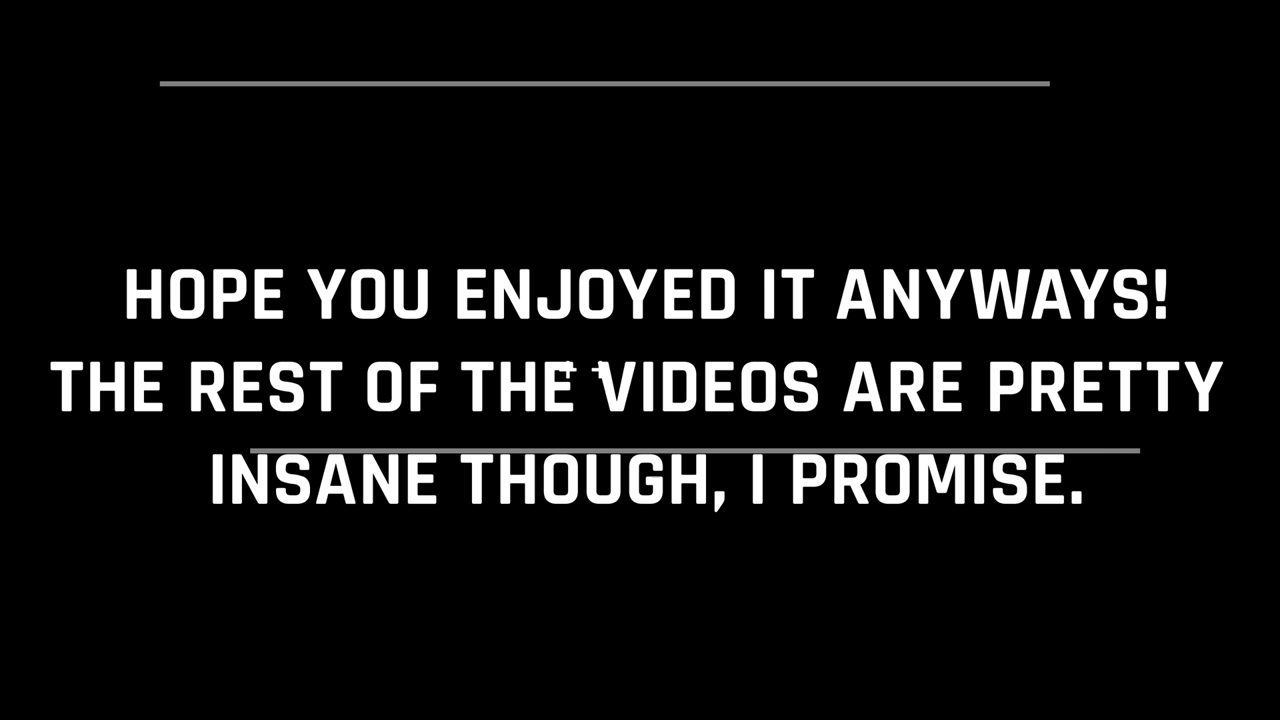 HOPE YOU ENJOYED IT ANYWAYS!
THE REST OF THE VIDEOS ARE PRETTY
INSANE THOUGH, I PROMISE.